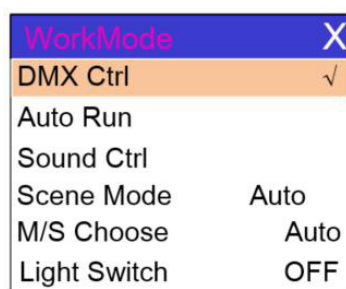 WorkMode X
DMX Ctrl √
Auto Run
Sound Ctrl
Scene Mode Auto
M/S Choose Auto
Light Switch OFF